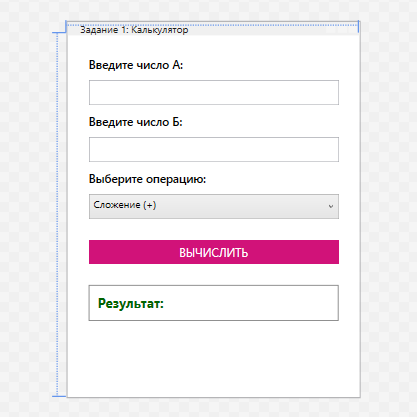 Задание 1: Калькулятор
Введите число А:
Введите число Б:
Выберите операцию:
Сложение (+)
ВЫЧИСЛИТЬ
Результат: